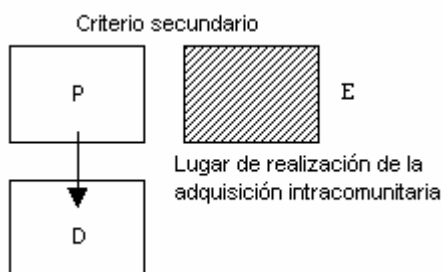 Criterio secundario
P
E
Lugar de realización de la
adquisición intracomunitaria
D